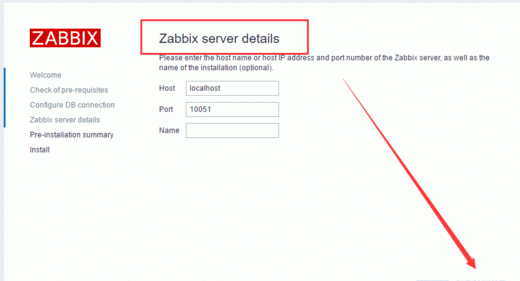 ZABBIX
Zabbix server details
Please enter the host name or host IP address and port number of the Zabbix server, as well as the
name of the installation (optional).
Welcome
Check of pre-requisites
Configure DB connection
Zabbix server details
Pre-installation summary
Install
Host localhost
Port 10051
Name